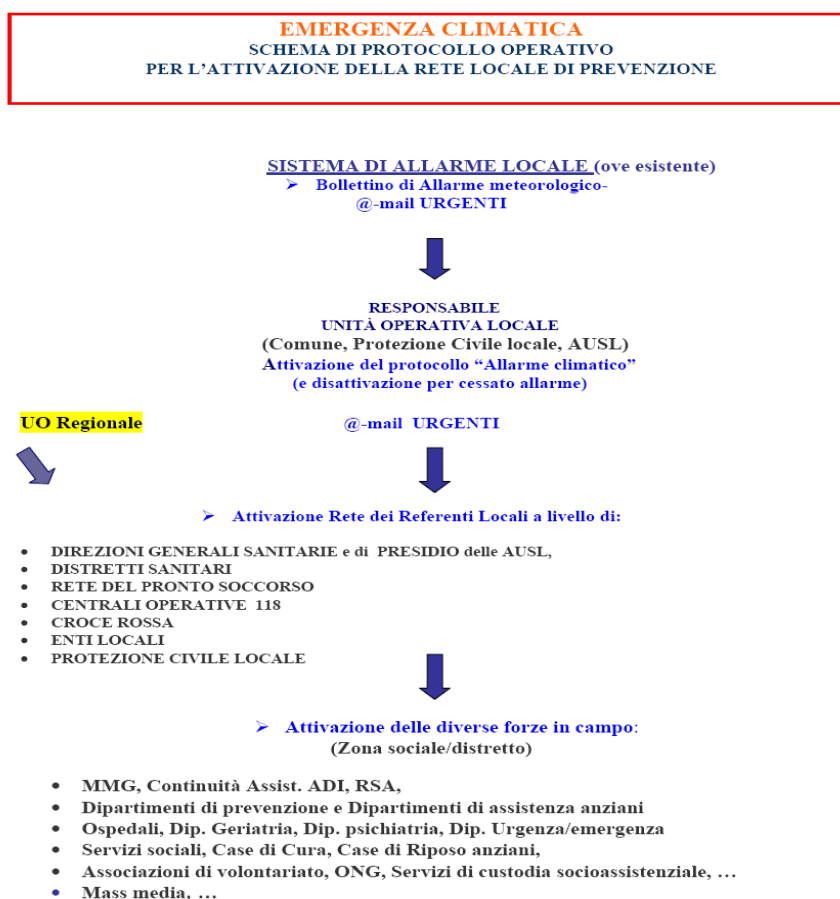 EMERGENZA CLIMATICA
SCHEMA DI PROTOCOLLO OPERATIVO
PER L'ATTIVAZIONE DELLA RETE LOCALE DI PREVENZIONE
SISTEMA DI ALLARME LOCALE (ove esistente)
➢ Bollettino di Allarme meteorologico-
@-mail URGENTI
RESPONSABILE
UNITÀ OPERATIVA LOCALE
(Comune, Protezione Civile locale, AUSL)
Attivazione del protocollo “Allarme climatico”
(e disattivazione per cessato allarme)
UO Regionale
@-mail URGENTI
➢ Attivazione Rete dei Referenti Locali a livello di:
• DIREZIONI GENERALI SANITARIE e di PRESIDIO delle AUSL,
• DISTRETTI SANITARI
• RETE DEL PRONTO SOCCORSO
• CENTRALI OPERATIVE 118
• CROCE ROSSA
• ENTI LOCALI
• PROTEZIONE CIVILE LOCALE
➢ Attivazione delle diverse forze in campo:
(Zona sociale/distretto)
• MMG, Continuità Assist. ADI, RSA,
• Dipartimenti di prevenzione e Dipartimenti di assistenza anziani
• Ospedali, Dip. Geriatria, Dip. psichiatria, Dip. Urgenza/emergenza
• Servizi sociali, Case di Cura, Case di Riposo anziani,
• Associazioni di volontariato, ONG, Servizi di custodia socioassistenziale, …
• Mass media, …